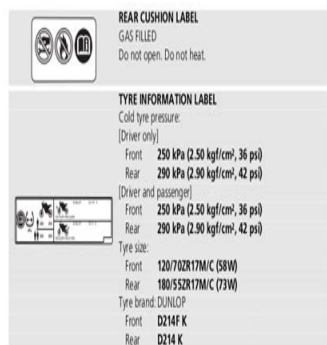 REAR CUSHION LABEL
GAS FILLED
Do not open. Do not heat.
TYRE INFORMATION LABEL
Cold tyre pressure:
[Driver only]
Front 250 kPa (2.50 kgf/cm², 36 psi)
Rear 290 kPa (2.90 kgf/cm², 42 psi)
[Driver and passenger]
Front 250 kPa (2.50 kgf/cm², 36 psi)
Rear 290 kPa (2.90 kgf/cm², 42 psi)
Tyre size:
Front 120/70ZR17M/C (58W)
Rear 180/55ZR17M/C (73W)
Tyre brand: DUNLOP
Front D214F K
Rear D214 K